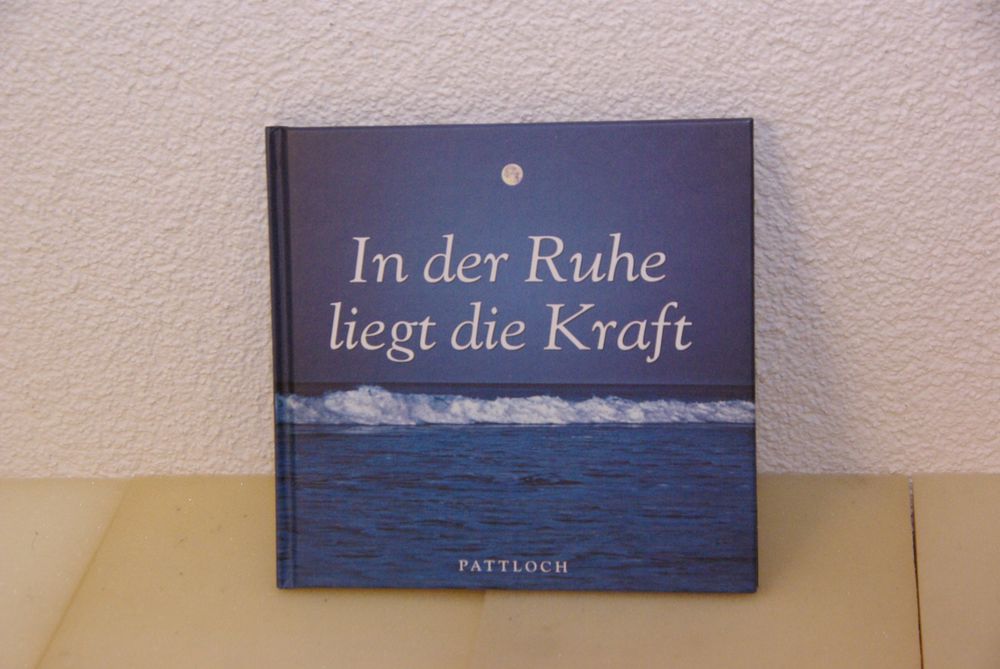 In der Ruhe
liegt die Kraft
PATTLOCH